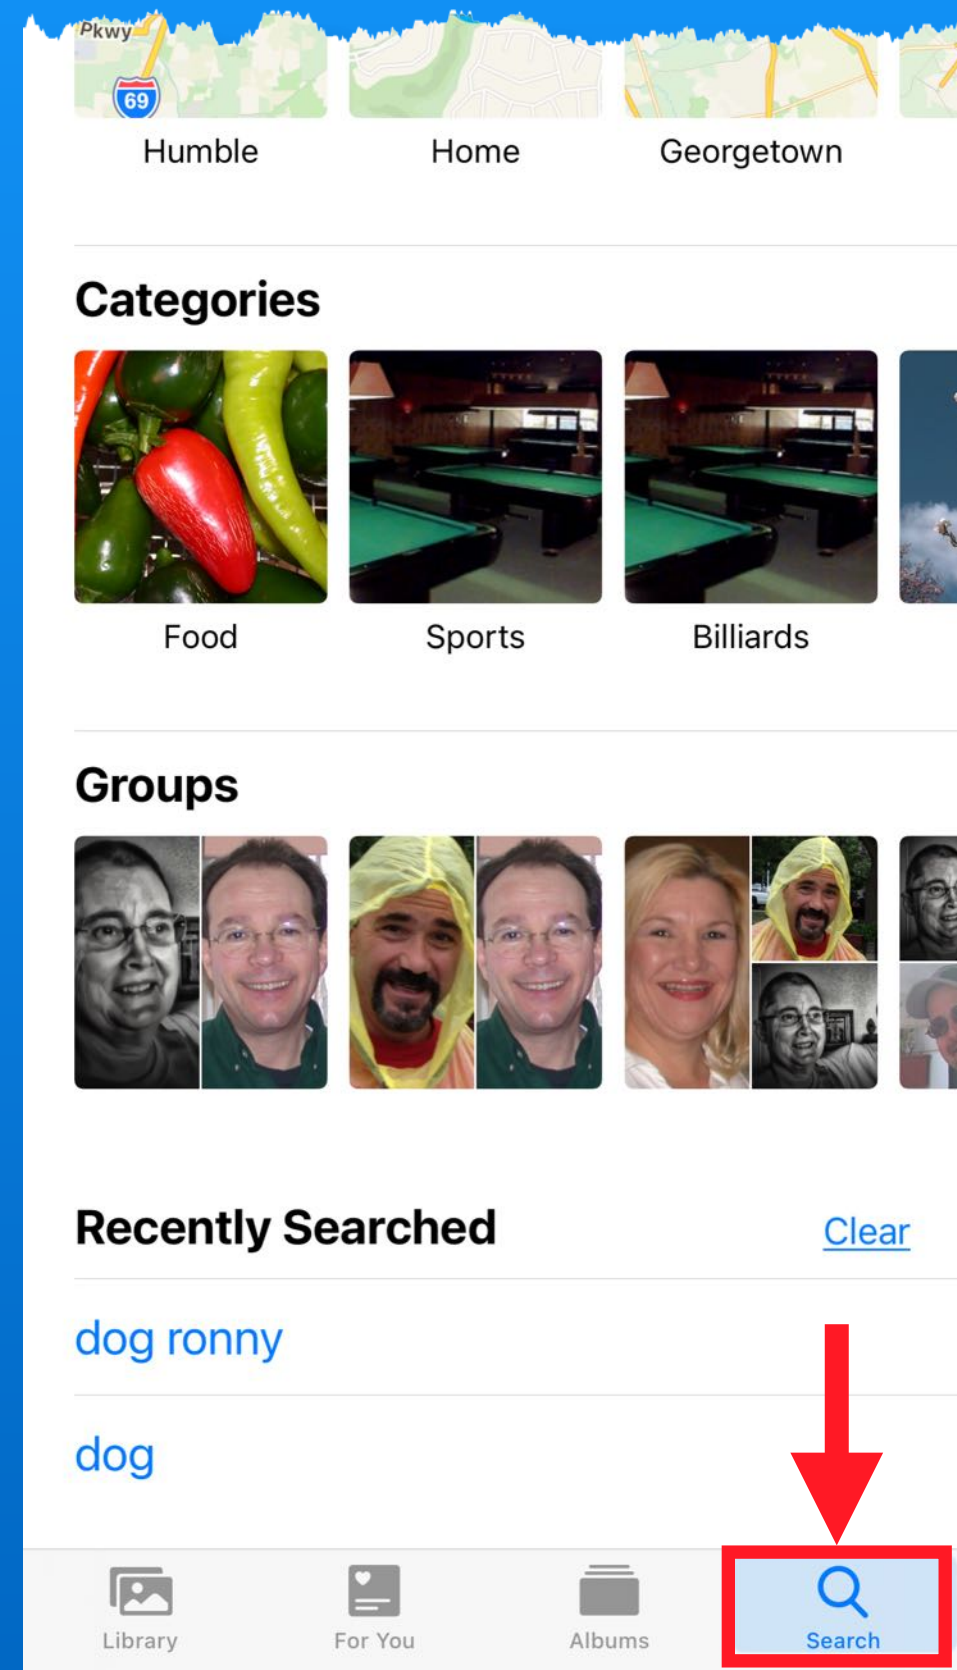 Pkwy
69
Humble
Home
Georgetown
Categories
Food
Sports
Billiards
Groups
Recently Searched
Clear
dog ronny
dog
Library
For You
Albums
Search